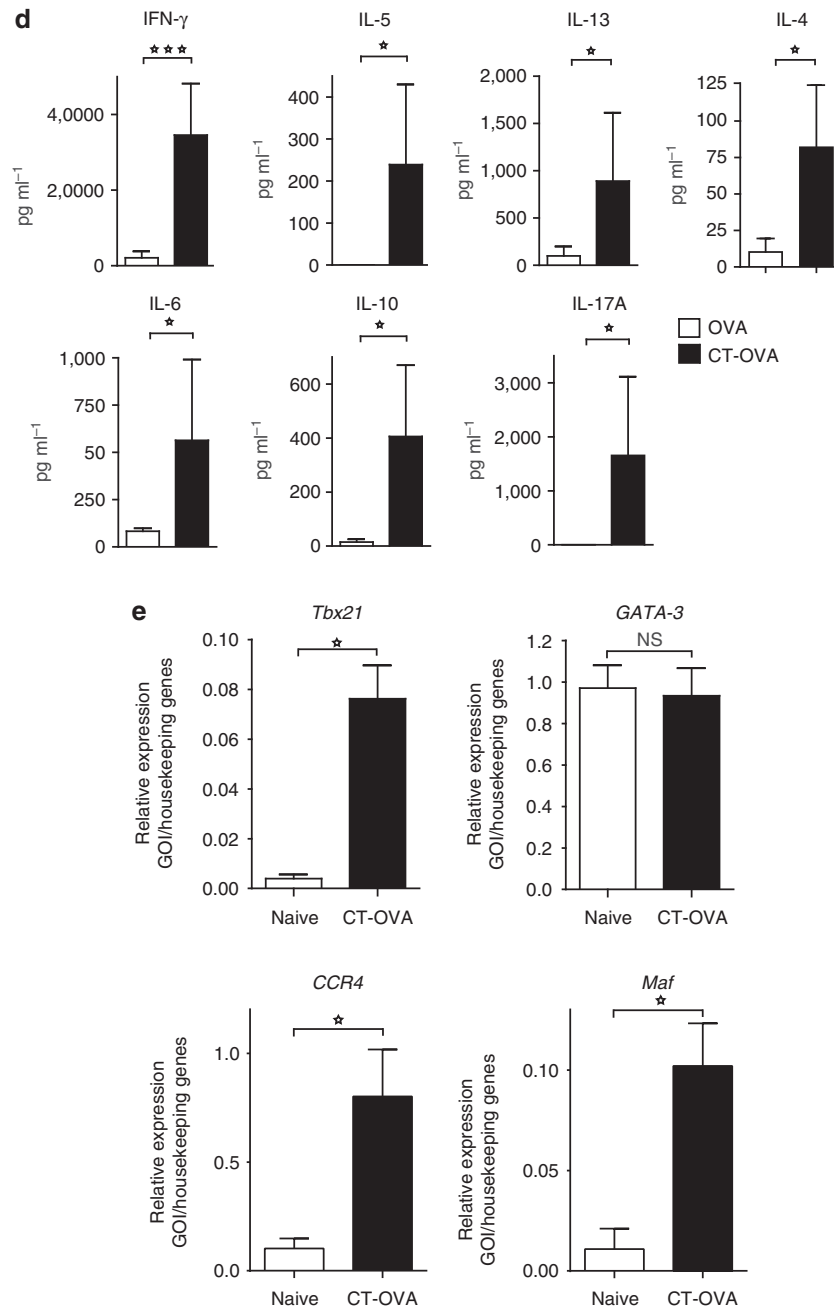 d
IFN-γ
IL-5
IL-13
IL-4
☆☆☆
☆
☆
☆
pg ml⁻¹
4,0000
2,0000
0
pg ml⁻¹
400
300
200
100
0
pg ml⁻¹
2,000
1,500
1,000
500
0
pg ml⁻¹
125
100
75
50
25
0
IL-6
IL-10
IL-17A
☆
☆
☆
pg ml⁻¹
1,000
750
50
250
0
pg ml⁻¹
600
400
200
0
3,000
2,000
1,000
0
OVA
CT-OVA
e
Tbx21
GATA-3
☆
NS
Relative expression
GOI/housekeeping genes
0.10
0.08
0.06
0.04
0.02
0.00
Naive CT-OVA
Relative expression
GOI/housekeeping genes
1.2
1.0
0.8
0.6
0.4
0.2
0.0
Naive CT-OVA
CCR4
Maf
☆
☆
Relative expression
GOI/housekeeping genes
1.0
0.5
0.0
Naive CT-OVA
Relative expression
GOI/housekeeping genes
0.10
0.05
0.00
Naive CT-OVA